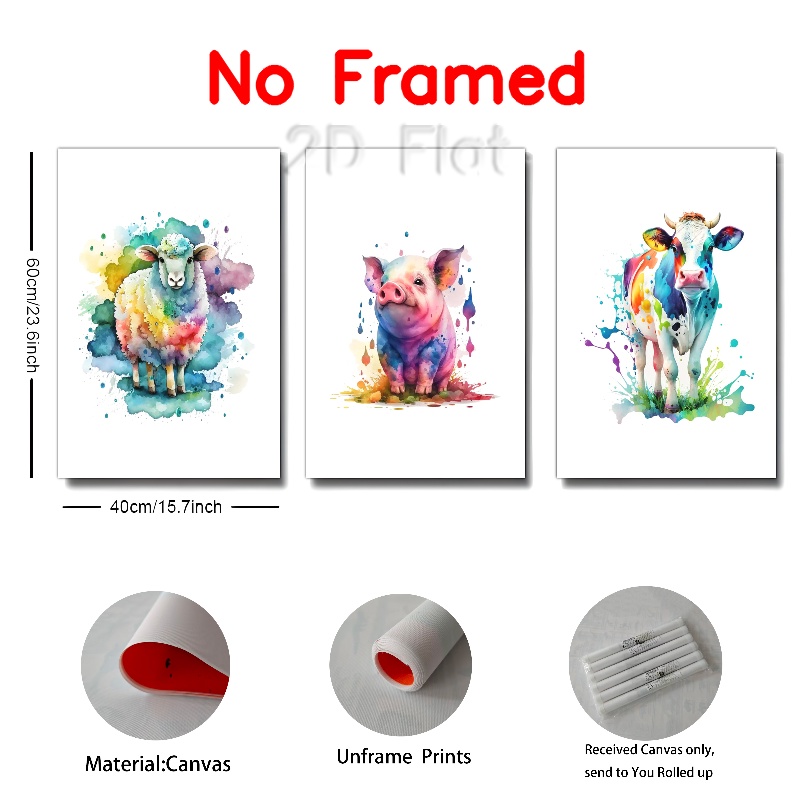 No Framed
2D Flat
60cm/23.6inch
40cm/15.7inch
Material:Canvas
Unframe Prints
Received Canvas only,
send to You Rolled up